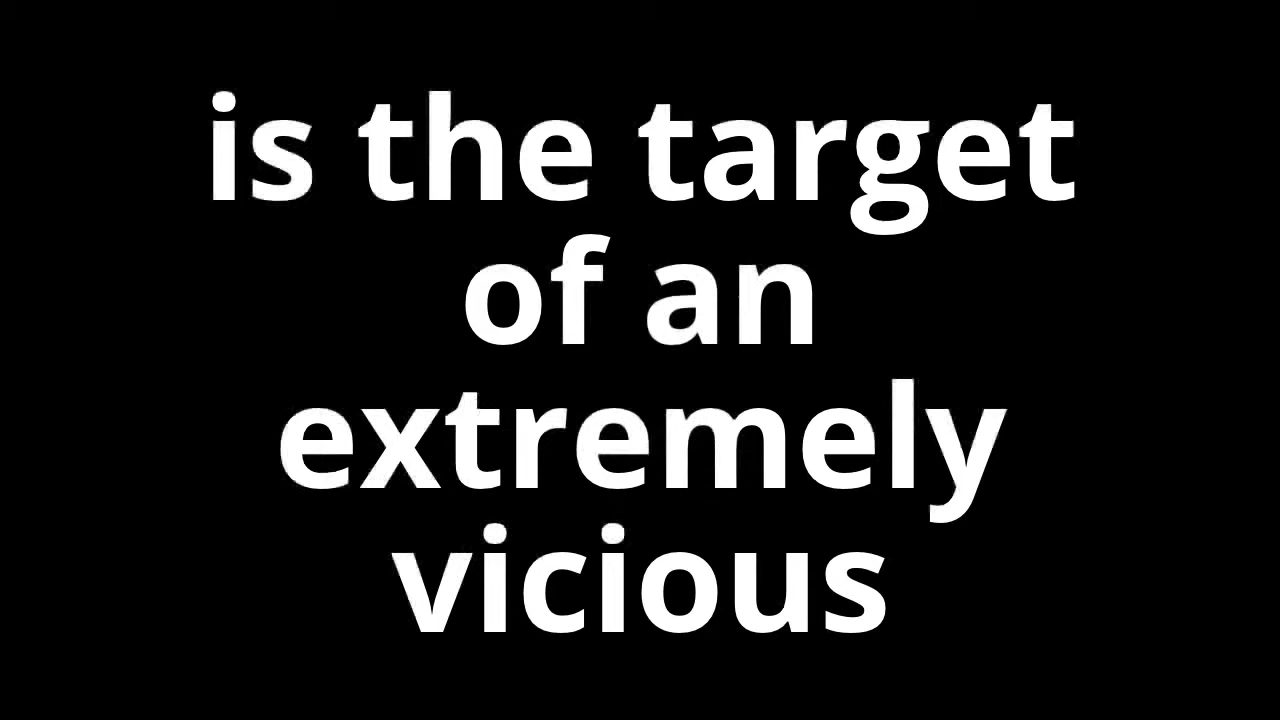 is the target
of an
extremely
vicious